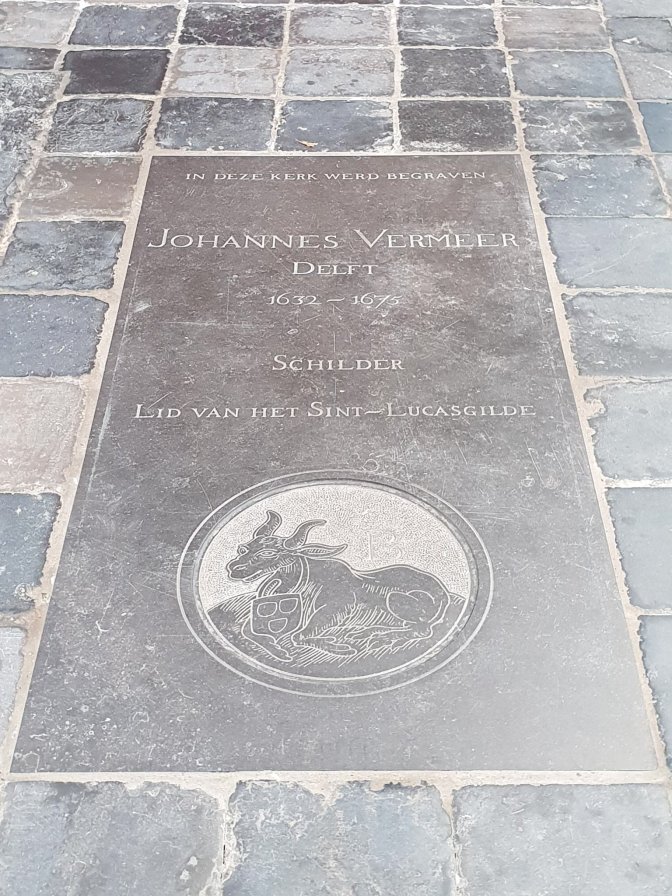 IN DEZE KERK WERD BEGRAVEN
JOHANNES VERMEER
DELFT
1632 – 1675
SCHILDER
LID VAN HET SINT-LUCASGILDE